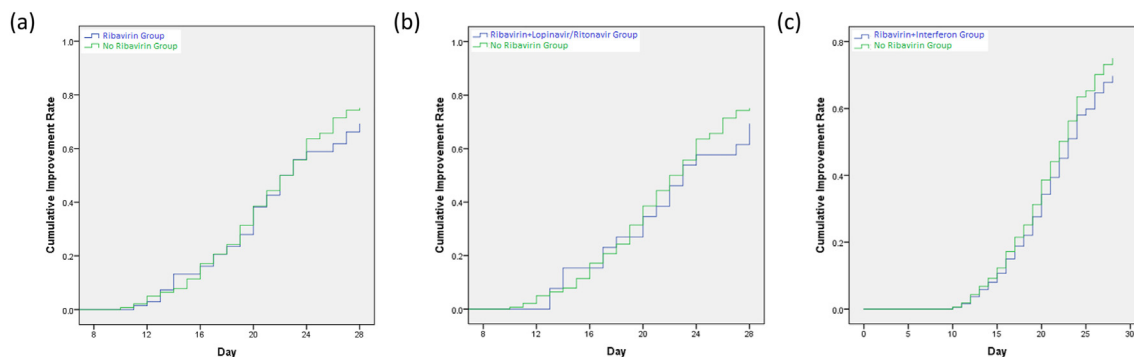 (a)
Ribavirin Group
No Ribavirin Group
Cumulative Improvement Rate
1.0
0.8
0.6
0.4
0.2
0.0
8 12 16 20 24 28
Day
(b)
Ribavirin+Lopinavir/Ritonavir Group
No Ribavirin Group
Cumulative Improvement Rate
1.0
0.8
0.6
0.4
0.2
0.0
8 12 16 20 24 28
Day
(c)
Ribavirin+Interferon Group
No Ribavirin Group
Cumulative Improvement Rate
0.8
0.6
0.4
0.2
0.0
0 5 10 15 20 25 30
Day